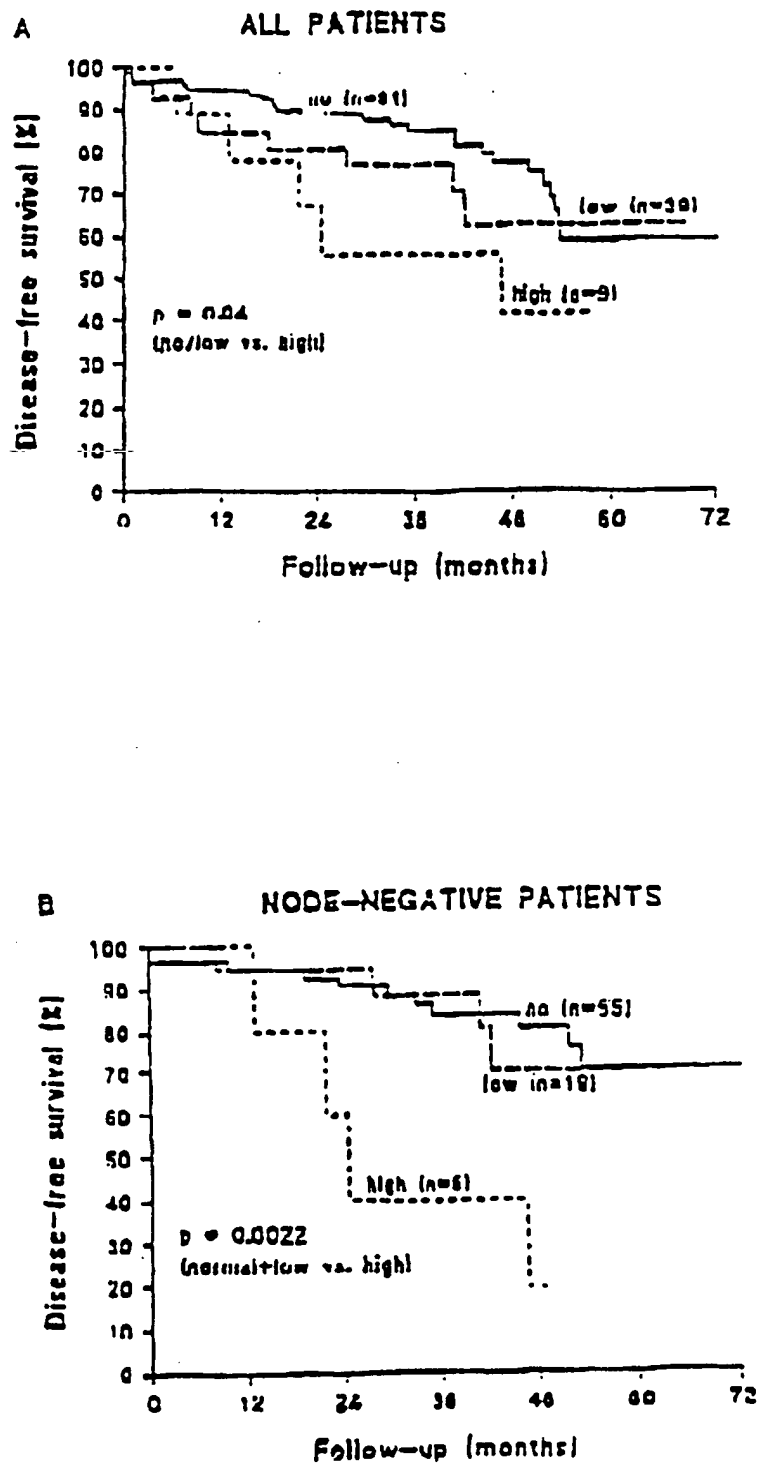 A
ALL PATIENTS
Disease-free survival [%]
100
90
80
70
60
50
40
30
20
10
0
no (n=81)
low (n=38)
high (n=9)
p = 0.04
(no/low vs. high)
0 12 24 36 48 60 72
Follow-up (months)
B
NODE-NEGATIVE PATIENTS
Disease-free survival [%]
100
90
80
70
60
50
40
30
20
10
0
no (n=55)
low (n=19)
high (n=6)
p = 0.0022
(normal+low vs. high)
0 12 24 36 48 60 72
Follow-up (months)